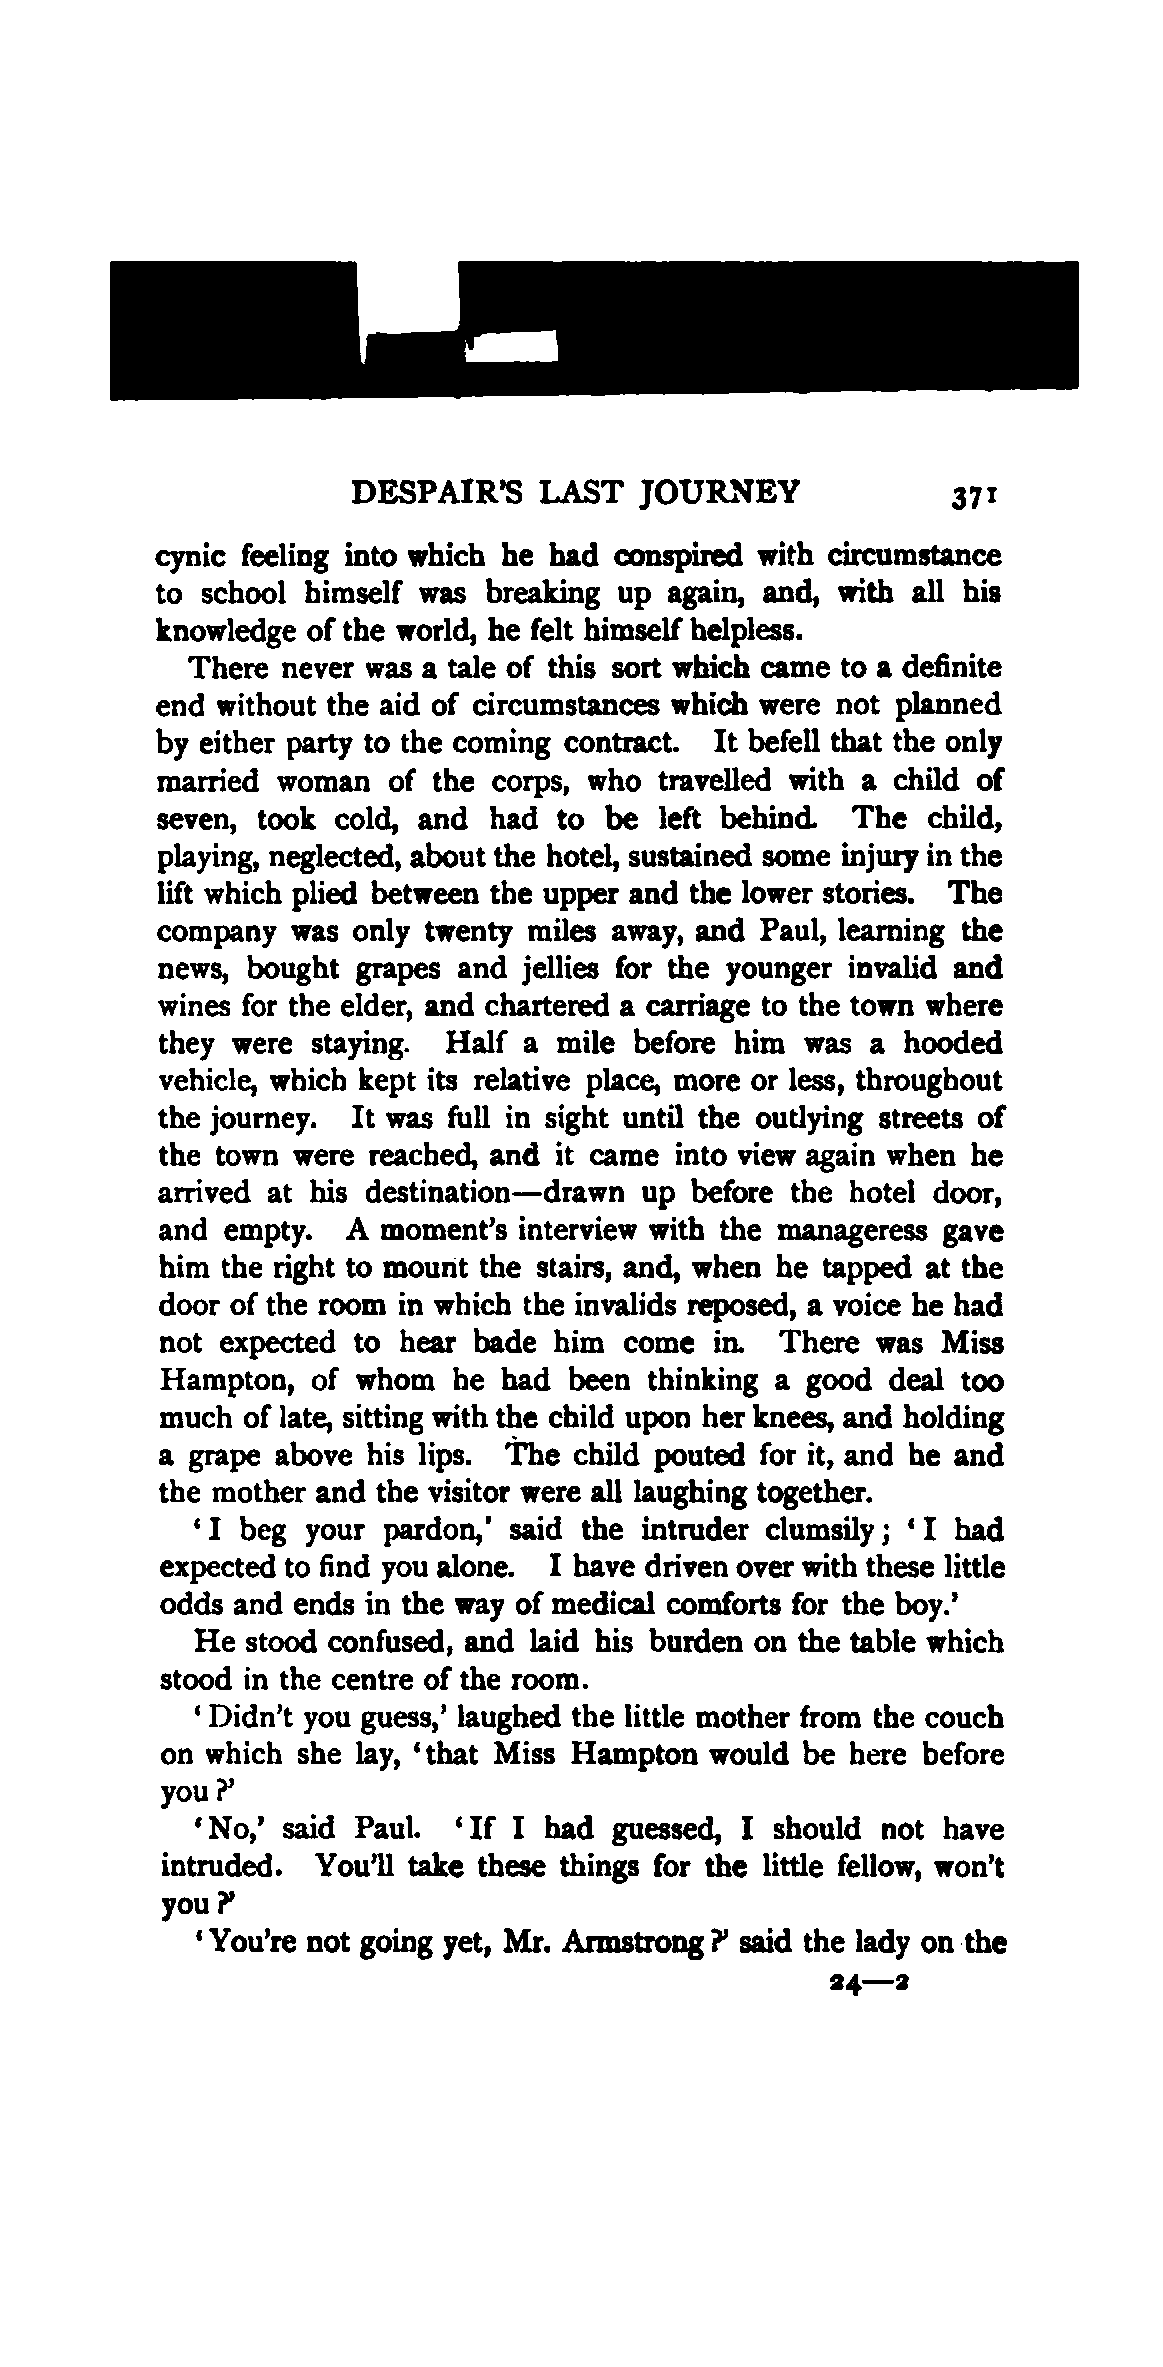 DESPAIR'S LAST JOURNEY 371
cynic feeling into which he had conspired with circumstance
to school himself was breaking up again, and, with all his
knowledge of the world, he felt himself helpless.
There never was a tale of this sort which came to a definite
end without the aid of circumstances which were not planned
by either party to the coming contract. It befell that the only
married woman of the corps, who travelled with a child of
seven, took cold, and had to be left behind. The child,
playing, neglected, about the hotel, sustained some injury in the
lift which plied between the upper and the lower stories. The
company was only twenty miles away, and Paul, learning the
news, bought grapes and jellies for the younger invalid and
wines for the elder, and chartered a carriage to the town where
they were staying. Half a mile before him was a hooded
vehicle, which kept its relative place, more or less, throughout
the journey. It was full in sight until the outlying streets of
the town were reached, and it came into view again when he
arrived at his destination—drawn up before the hotel door,
and empty. A moment's interview with the manageress gave
him the right to mount the stairs, and, when he tapped at the
door of the room in which the invalids reposed, a voice he had
not expected to hear bade him come in. There was Miss
Hampton, of whom he had been thinking a good deal too
much of late, sitting with the child upon her knees, and holding
a grape above his lips. The child pouted for it, and he and
the mother and the visitor were all laughing together.
'I beg your pardon,' said the intruder clumsily; 'I had
expected to find you alone. I have driven over with these little
odds and ends in the way of medical comforts for the boy.'
He stood confused, and laid his burden on the table which
stood in the centre of the room.
'Didn't you guess,' laughed the little mother from the couch
on which she lay, 'that Miss Hampton would be here before
you?'
'No,' said Paul. 'If I had guessed, I should not have
intruded. You'll take these things for the little fellow, won't
you?'
'You're not going yet, Mr. Armstrong?' said the lady on the
24—2